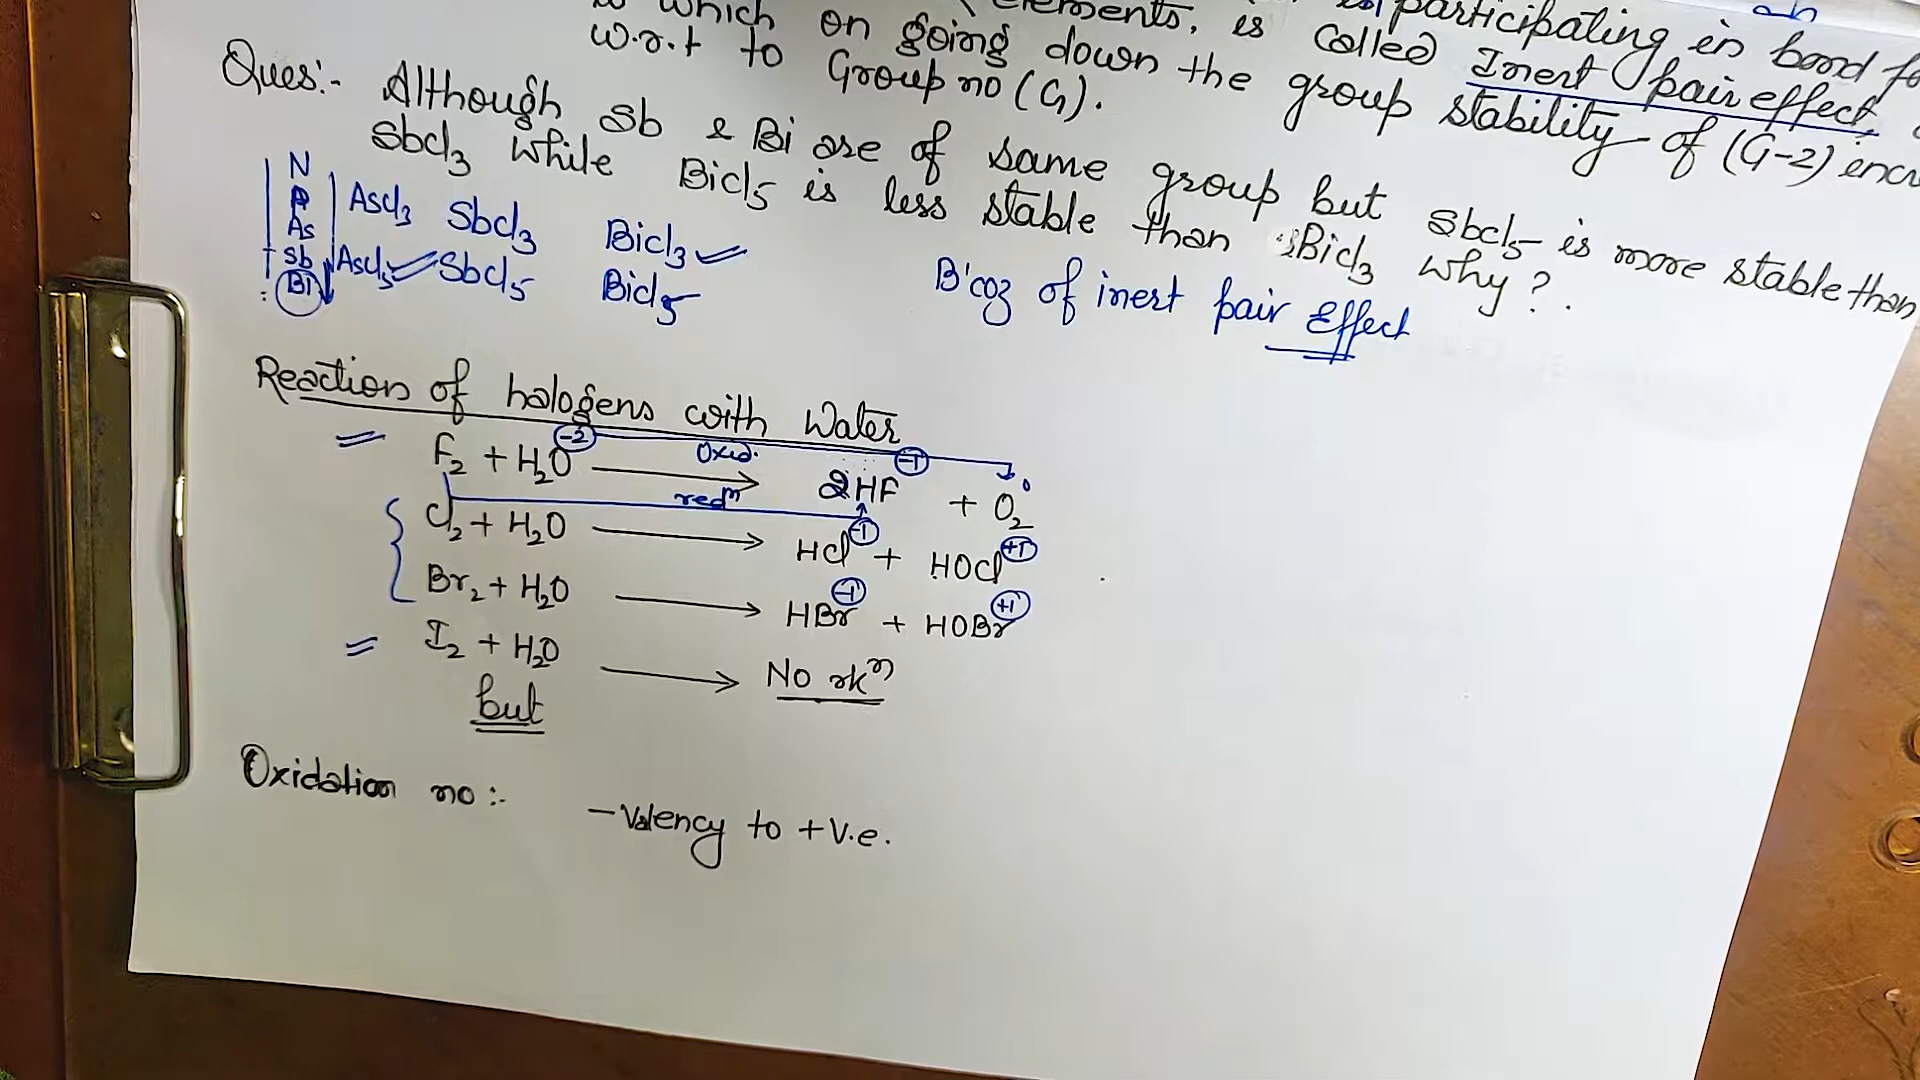 which elements, is participating in bond
w.r.t to which on going down the group stability of (G-2)
is called Inert pair effect,
Group no (G).
Ques:- Although Sb & Bi are of same group but SbCl5 is more stable than
SbCl3 while BiCl5 is less stable than BiCl3 why?.
N
P
As
Sb
Bi
AsCl3 SbCl3 BiCl3
AsCl5 SbCl5 BiCl5
B'coz of inert pair Effect
Reaction of halogens with Water
F2 + H2O -2 Oxid. → 2HF -1 + O2 0
redn
Cl2 + H2O → HCl -1 + HOCl +1
Br2 + H2O → HBr -1 + HOBr +1
I2 + H2O → No rkn
but
Oxidation no :- -Valency to +V.e.